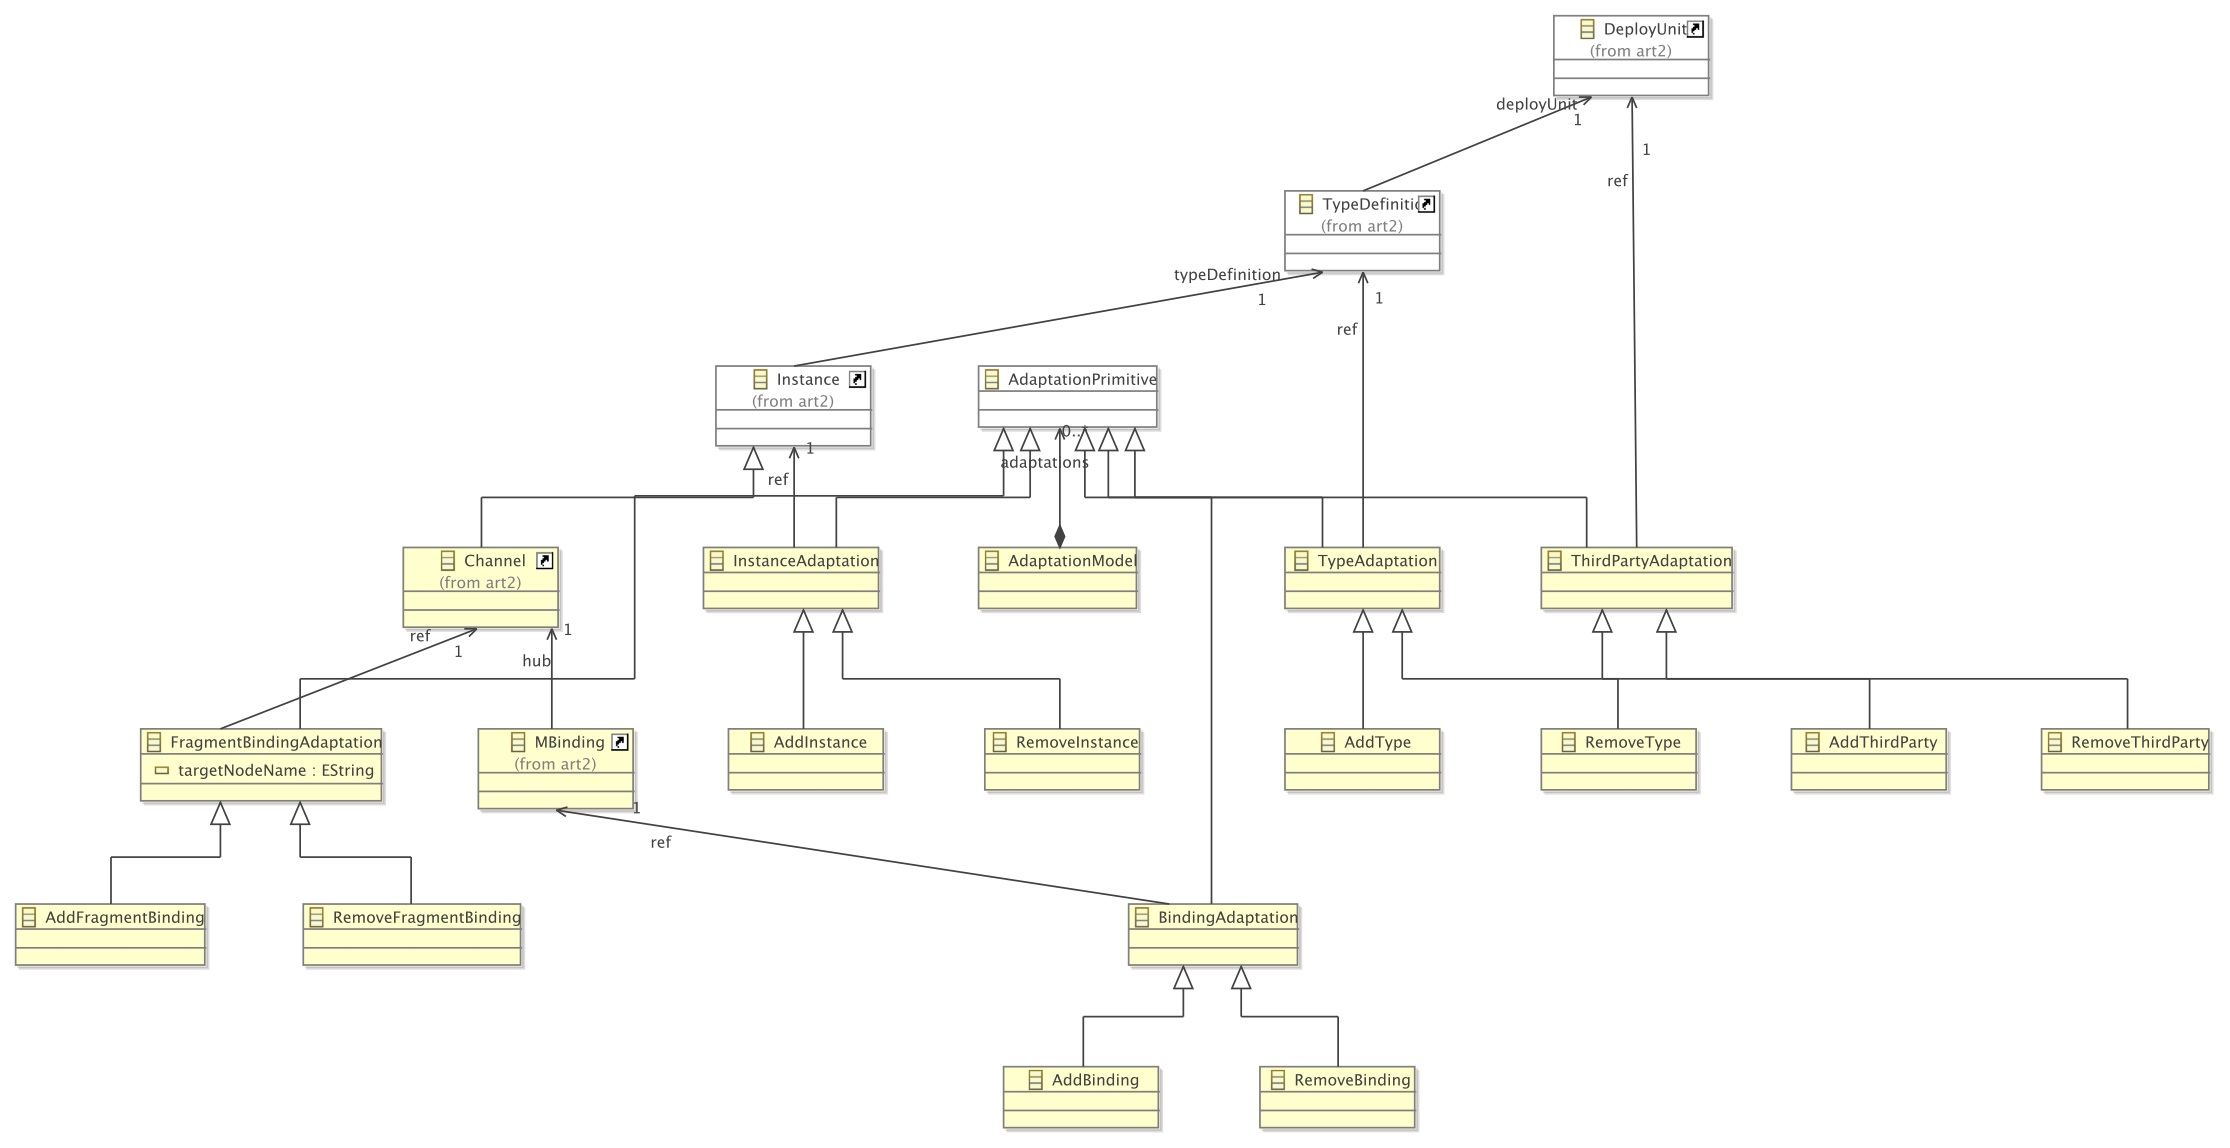 DeployUnit
(from art2)
deployUnit
1
1
ref
TypeDefinitio
(from art2)
typeDefinition
1
1
ref
Instance
(from art2)
AdaptationPrimitive
1
ref
0..*
adaptations
Channel
(from art2)
InstanceAdaptation
AdaptationModel
TypeAdaptation
ThirdPartyAdaptation
ref
1
1
hub
FragmentBindingAdaptation
targetNodeName : EString
MBinding
(from art2)
AddInstance
RemoveInstance
AddType
RemoveType
AddThirdParty
RemoveThirdParty
1
ref
AddFragmentBinding
RemoveFragmentBinding
BindingAdaptation
AddBinding
RemoveBinding